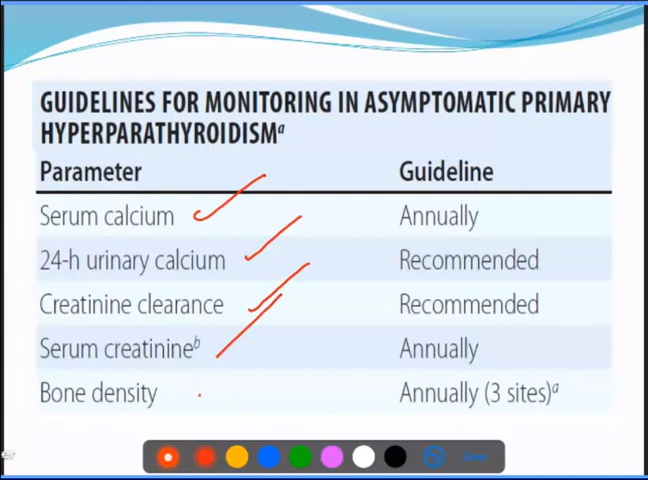 GUIDELINES FOR MONITORING IN ASYMPTOMATIC PRIMARY
HYPERPARATHYROIDISMᵃ
Parameter Guideline
Serum calcium Annually
24-h urinary calcium Recommended
Creatinine clearance Recommended
Serum creatinineᵇ Annually
Bone density Annually (3 sites)ᵃ